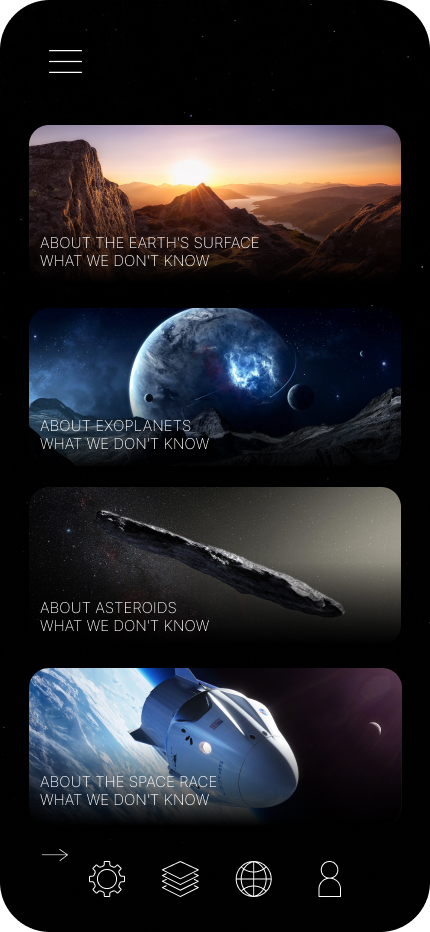 ABOUT THE EARTH'S SURFACE
WHAT WE DON'T KNOW
ABOUT EXOPLANETS
WHAT WE DON'T KNOW
ABOUT ASTEROIDS
WHAT WE DON'T KNOW
ABOUT THE SPACE RACE
WHAT WE DON'T KNOW